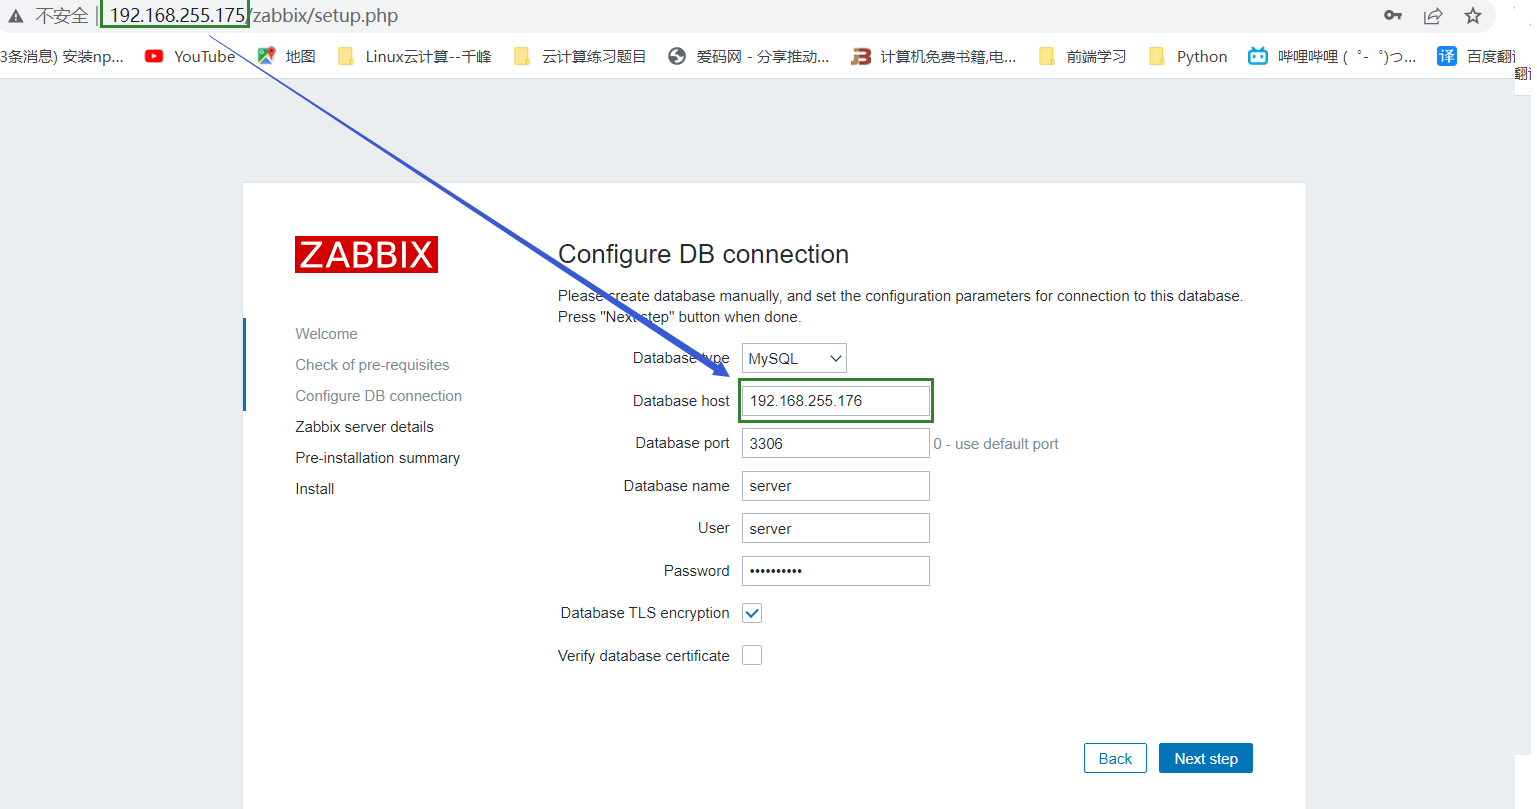 不安全 | 192.168.255.175/zabbix/setup.php
3条消息) 安装np... YouTube 地图 Linux云计算--千峰 云计算练习题目 爱码网 - 分享推动... 计算机免费书籍,电... 前端学习 Python 哔哩哔哩 (゜-゜)つ... 译 百度翻译
ZABBIX
Welcome
Check of pre-requisites
Configure DB connection
Zabbix server details
Pre-installation summary
Install
Configure DB connection
Please create database manually, and set the configuration parameters for connection to this database.
Press "Next step" button when done.
Database type MySQL
Database host 192.168.255.176
Database port 3306 0 - use default port
Database name server
User server
Password ••••••••••
Database TLS encryption
Verify database certificate
Back Next step